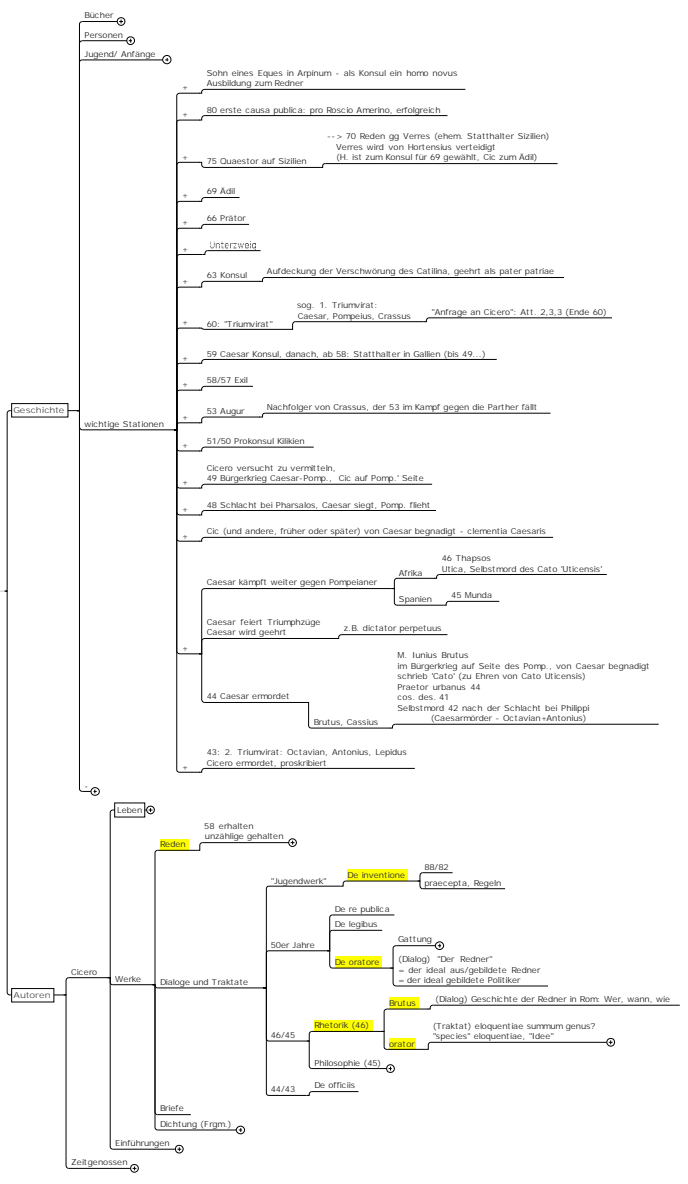 Bücher
Personen
Jugend/ Anfänge
Sohn eines Eques in Arpinum - als Konsul ein homo novus
Ausbildung zum Redner
80 erste causa publica: pro Roscio Amerino, erfolgreich
--> 70 Reden gg Verres (ehem. Statthalter Sizilien)
Verres wird von Hortensius verteidigt
(H. ist zum Konsul für 69 gewählt, Cic zum Ädil)
75 Quaestor auf Sizilien
69 Ädil
66 Prätor
Unterzweig
63 Konsul
Aufdeckung der Verschwörung des Catilina, geehrt als pater patriae
60: "Triumvirat"
sog. 1. Triumvirat:
Caesar, Pompeius, Crassus
"Anfrage an Cicero": Att. 2,3,3 (Ende 60)
59 Caesar Konsul, danach, ab 58: Statthalter in Gallien (bis 49...)
58/57 Exil
53 Augur
Nachfolger von Crassus, der 53 im Kampf gegen die Parther fällt
Geschichte
wichtige Stationen
51/50 Prokonsul Kilikien
Cicero versucht zu vermitteln,
49 Bürgerkrieg Caesar-Pomp., Cic auf Pomp.' Seite
48 Schlacht bei Pharsalos, Caesar siegt, Pomp. flieht
Cic (und andere, früher oder später) von Caesar begnadigt - clementia Caesaris
Caesar kämpft weiter gegen Pompeianer
Afrika
46 Thapsos
Utica, Selbstmord des Cato 'Uticensis'
Spanien
45 Munda
Caesar feiert Triumphzüge
Caesar wird geehrt
z.B. dictator perpetuus
44 Caesar ermordet
Brutus, Cassius
M. Iunius Brutus
im Bürgerkrieg auf Seite des Pomp., von Caesar begnadigt
schrieb 'Cato' (zu Ehren von Cato Uticensis)
Praetor urbanus 44
cos. des. 41
Selbstmord 42 nach der Schlacht bei Philippi
(Caesarmörder - Octavian+Antonius)
43: 2. Triumvirat: Octavian, Antonius, Lepidus
Cicero ermordet, proskribiert
Leben
Reden
58 erhalten
unzählige gehalten
"Jugendwerk"
De inventione
88/82
praecepta, Regeln
50er Jahre
De re publica
De legibus
De oratore
Gattung
(Dialog) "Der Redner"
= der ideal aus/gebildete Redner
= der ideal gebildete Politiker
Autoren
Cicero
Werke
Dialoge und Traktate
46/45
Rhetorik (46)
Brutus
(Dialog) Geschichte der Redner in Rom: Wer, wann, wie
orator
(Traktat) eloquentiae summum genus?
"species" eloquentiae, "Idee"
Philosophie (45)
44/43
De officiis
Briefe
Dichtung (Frgm.)
Einführungen
Zeitgenossen